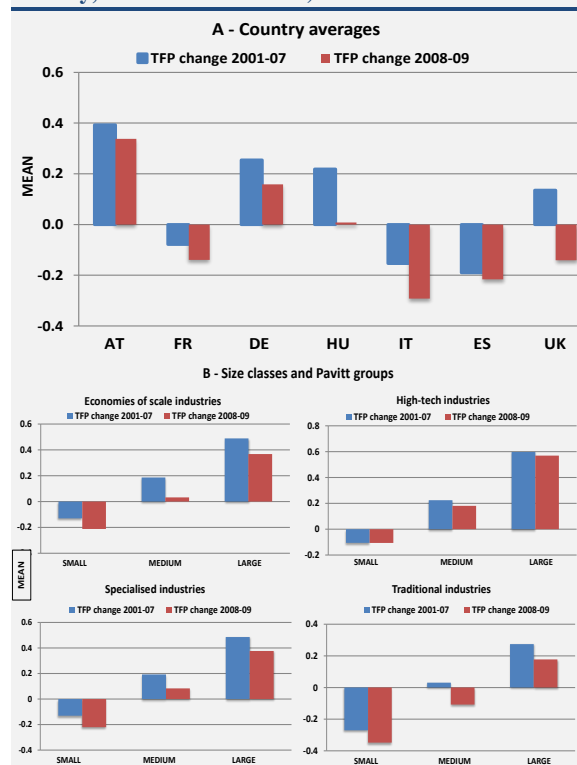 A - Country averages
TFP change 2001-07 TFP change 2008-09
0.6
0.4
0.2
0.0
-0.2
-0.4
MEAN
AT FR DE HU IT ES UK
B - Size classes and Pavitt groups
Economies of scale industries
TFP change 2001-07 TFP change 2008-09
0.6
0.4
0.2
0
-0.2
-0.4
SMALL MEDIUM LARGE
High-tech industries
TFP change 2001-07 TFP change 2008-09
0.8
0.6
0.4
0.2
0
-0.2
SMALL MEDIUM LARGE
MEAN
Specialised industries
TFP change 2001-07 TFP change 2008-09
0.6
0.4
0.2
0
-0.2
-0.4
SMALL MEDIUM LARGE
Traditional industries
TFP change 2001-07 TFP change 2008-09
0.4
0.2
0
-0.2
-0.4
SMALL MEDIUM LARGE